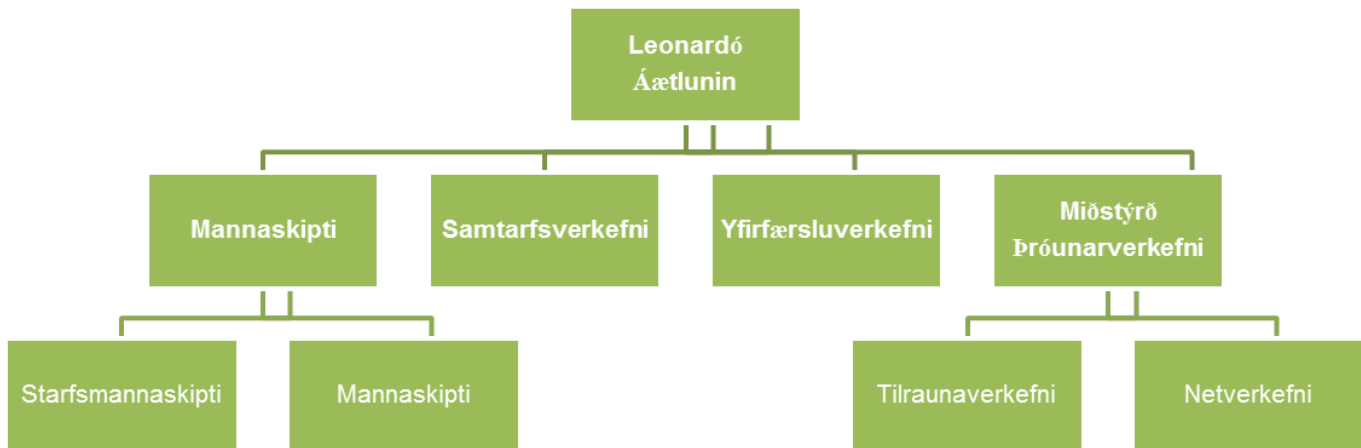 Leonardó
Áætlunin
Mannaskipti
Samtarfsverkefni
Yfirfærsluverkefni
Miðstýrð
Þróunarverkefni
Starfsmannaskipti
Mannaskipti
Tilraunaverkefni
Netverkefni